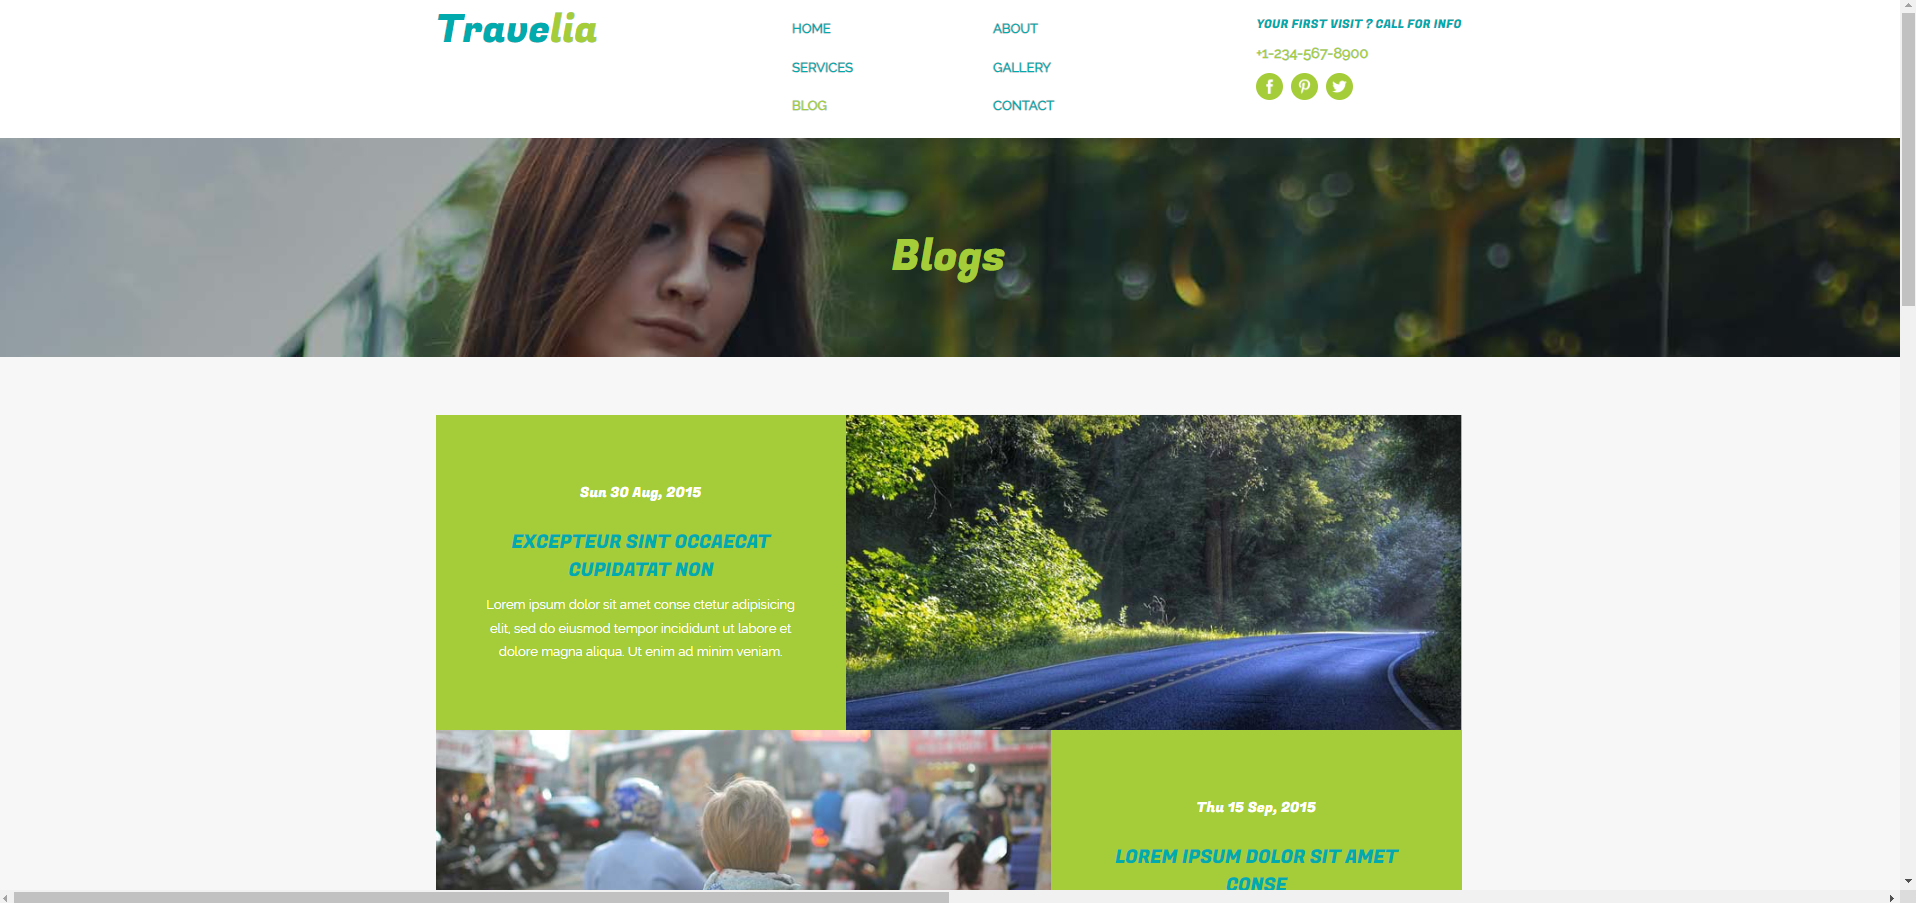 Travelia
HOME
ABOUT
SERVICES
GALLERY
BLOG
CONTACT
YOUR FIRST VISIT ? CALL FOR INFO
+1-234-567-8900
Blogs
Sun 30 Aug, 2015
EXCEPTEUR SINT OCCAECAT
CUPIDATAT NON
Lorem ipsum dolor sit amet conse ctetur adipisicing
elit, sed do eiusmod tempor incididunt ut labore et
dolore magna aliqua. Ut enim ad minim veniam.
Thu 15 Sep, 2015
LOREM IPSUM DOLOR SIT AMET
CONSE